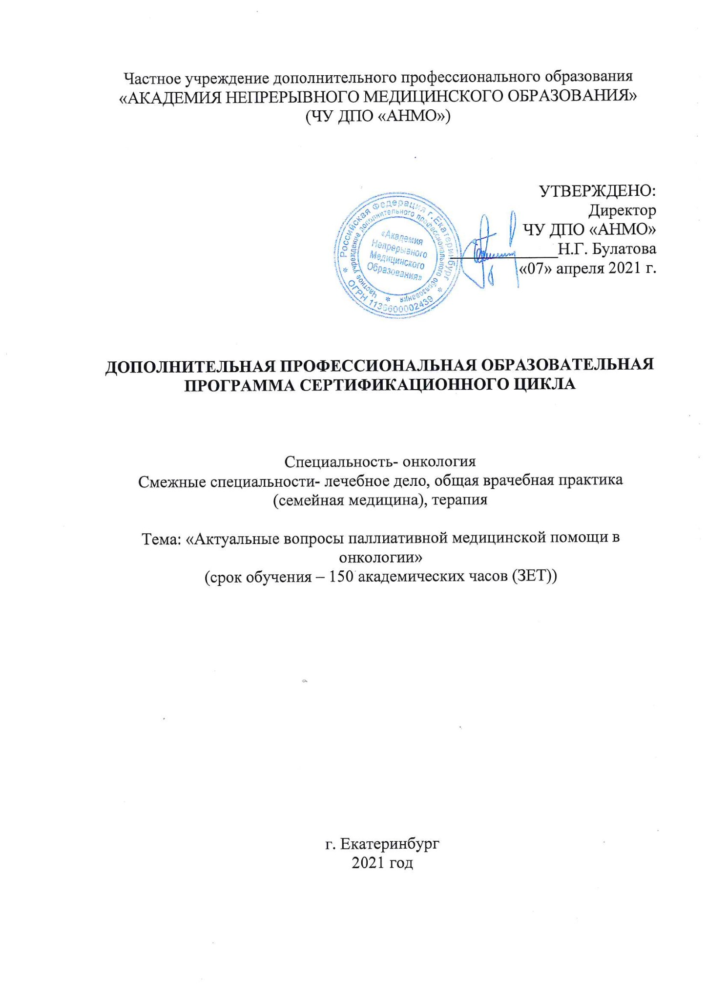 Частное учреждение дополнительного профессионального образования
«АКАДЕМИЯ НЕПРЕРЫВНОГО МЕДИЦИНСКОГО ОБРАЗОВАНИЯ»
(ЧУ ДПО «АНМО»)
УТВЕРЖДЕНО:
Директор
ЧУ ДПО «АНМО»
Н.Г. Булатова
«07» апреля 2021 г.
Российская Федерация г.Екатеринбург
Частное учреждение дополнительного профессионального образования
ОГРН 1136600002439
«Академия
Непрерывного
Медицинского
Образования»
ДОПОЛНИТЕЛЬНАЯ ПРОФЕССИОНАЛЬНАЯ ОБРАЗОВАТЕЛЬНАЯ
ПРОГРАММА СЕРТИФИКАЦИОННОГО ЦИКЛА
Специальность- онкология
Смежные специальности- лечебное дело, общая врачебная практика
(семейная медицина), терапия
Тема: «Актуальные вопросы паллиативной медицинской помощи в
онкологии»
(срок обучения – 150 академических часов (ЗЕТ))
г. Екатеринбург
2021 год